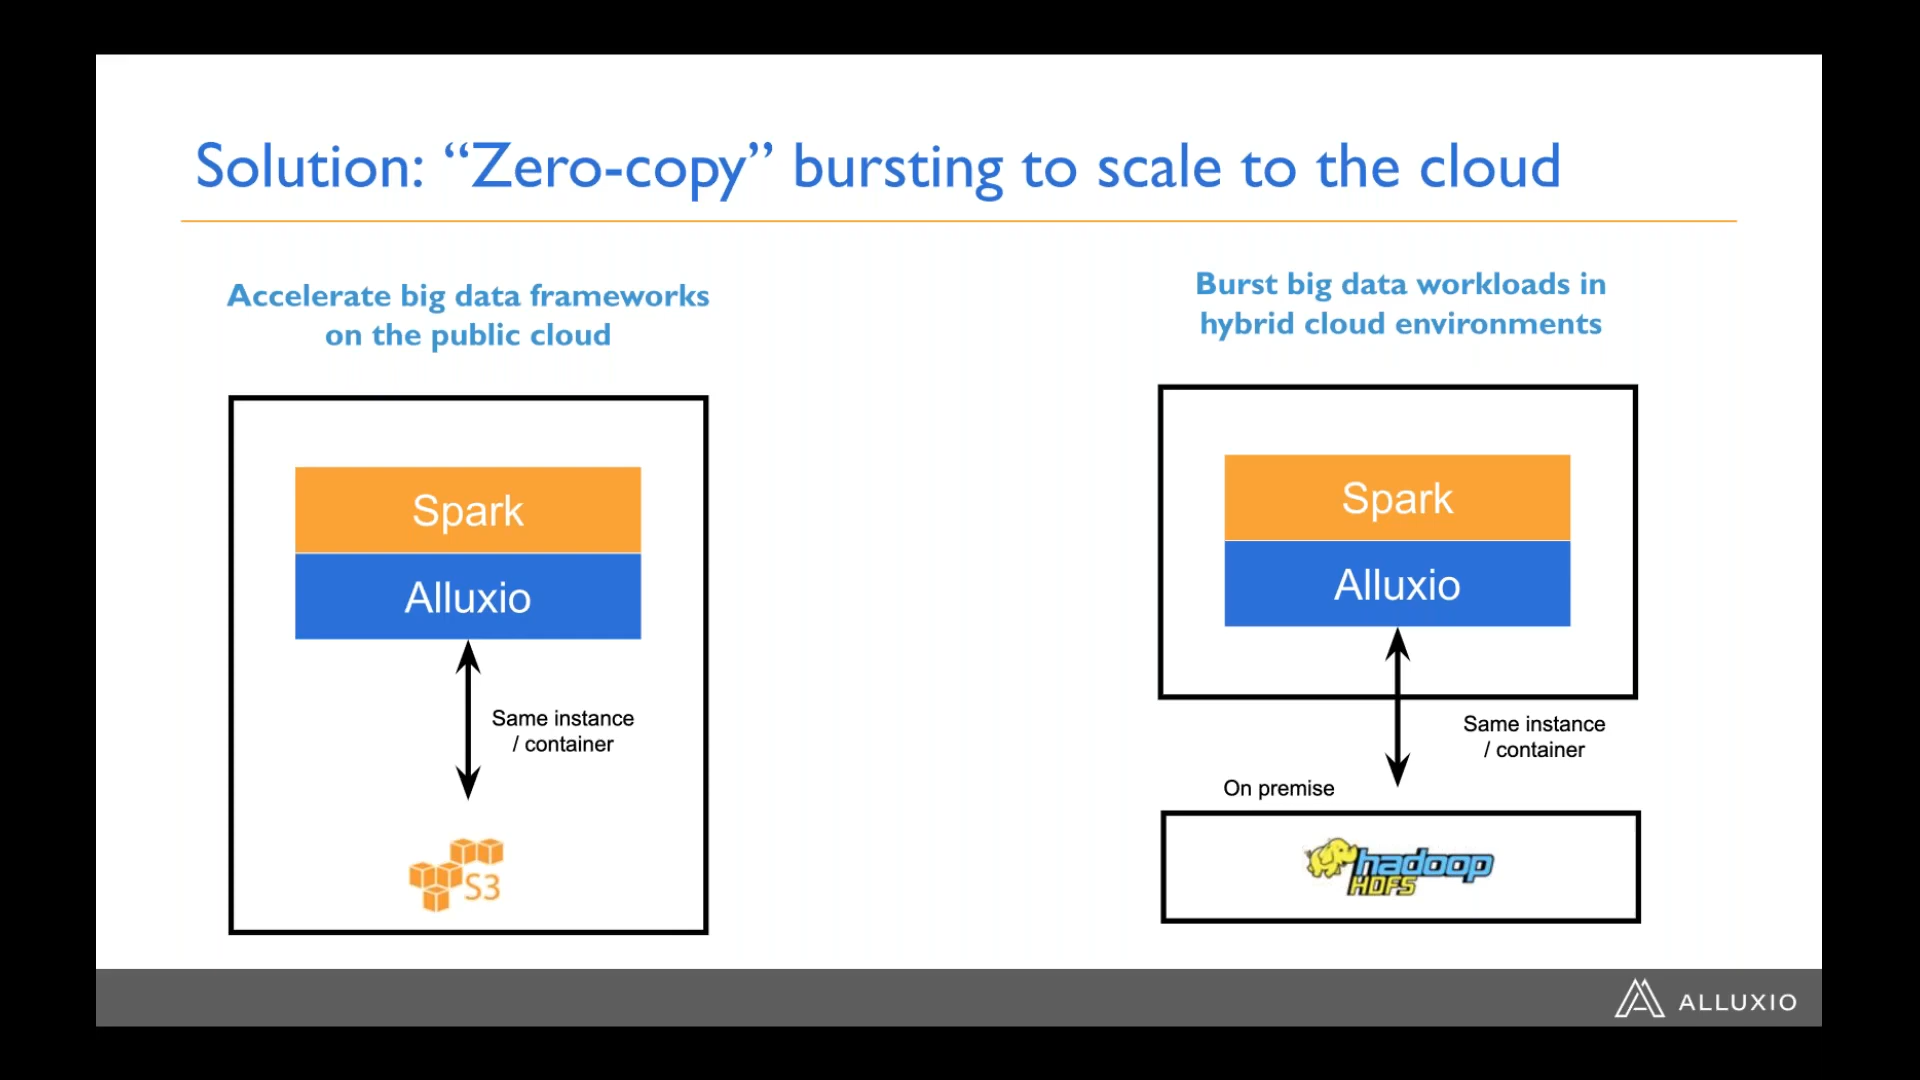 Solution: “Zero-copy” bursting to scale to the cloud
Accelerate big data frameworks
on the public cloud
Spark
Alluxio
Same instance
/ container
S3
Burst big data workloads in
hybrid cloud environments
Spark
Alluxio
Same instance
/ container
On premise
hadoop
HDFS
ALLUXIO